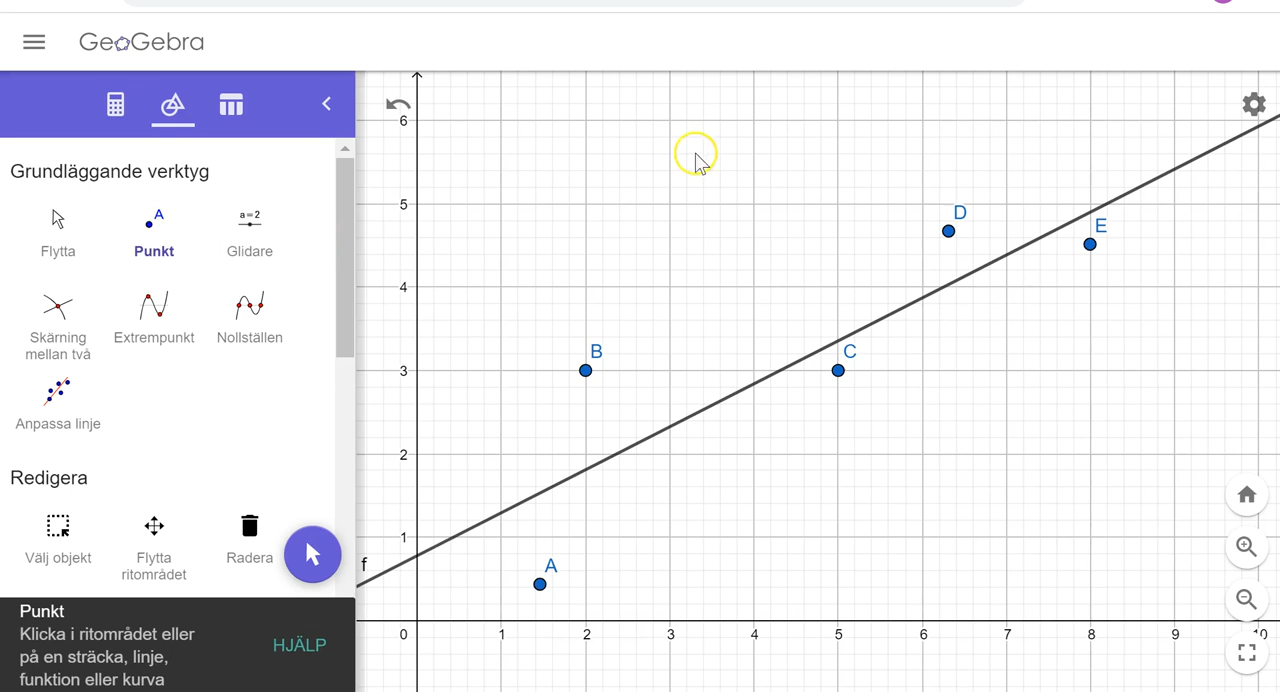 GeoGebra
Grundläggande verktyg
A
a=2
Flytta
Punkt
Glidare
Skärning
mellan två
Extrempunkt
Nollställen
Anpassa linje
Redigera
Välj objekt
Flytta
ritområdet
Radera
Punkt
Klicka i ritområdet eller
på en sträcka, linje,
funktion eller kurva
HJÄLP
6
5
4
3
2
1
0
1
2
3
4
5
6
7
8
9
10
f
A
B
C
D
E